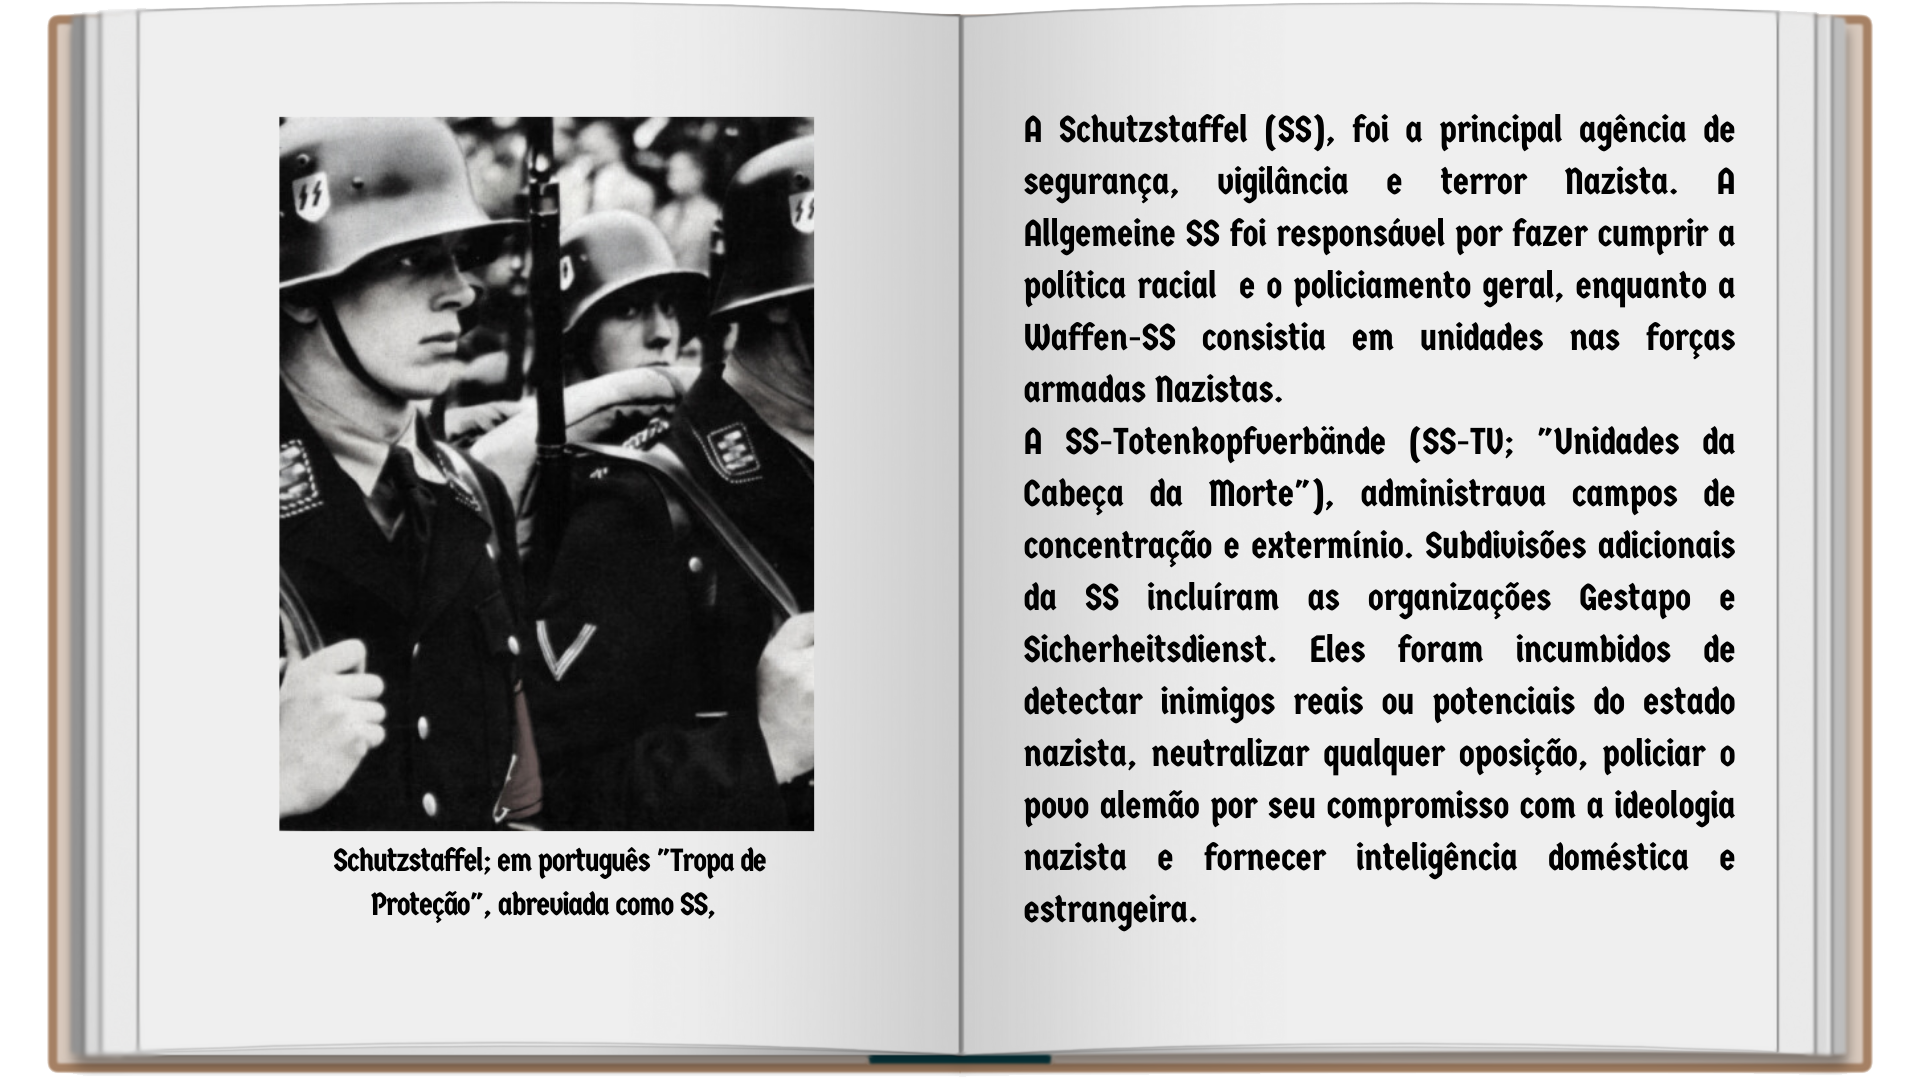 Schutzstaffel; em português "Tropa de
Proteção", abreviada como SS,
A Schutzstaffel (SS), foi a principal agência de
segurança, vigilância e terror Nazista. A
Allgemeine SS foi responsável por fazer cumprir a
política racial e o policiamento geral, enquanto a
Waffen-SS consistia em unidades nas forças
armadas Nazistas.
A SS-Totenkopfverbände (SS-TV; "Unidades da
Cabeça da Morte"), administrava campos de
concentração e extermínio. Subdivisões adicionais
da SS incluíram as organizações Gestapo e
Sicherheitsdienst. Eles foram incumbidos de
detectar inimigos reais ou potenciais do estado
nazista, neutralizar qualquer oposição, policiar o
povo alemão por seu compromisso com a ideologia
nazista e fornecer inteligência doméstica e
estrangeira.